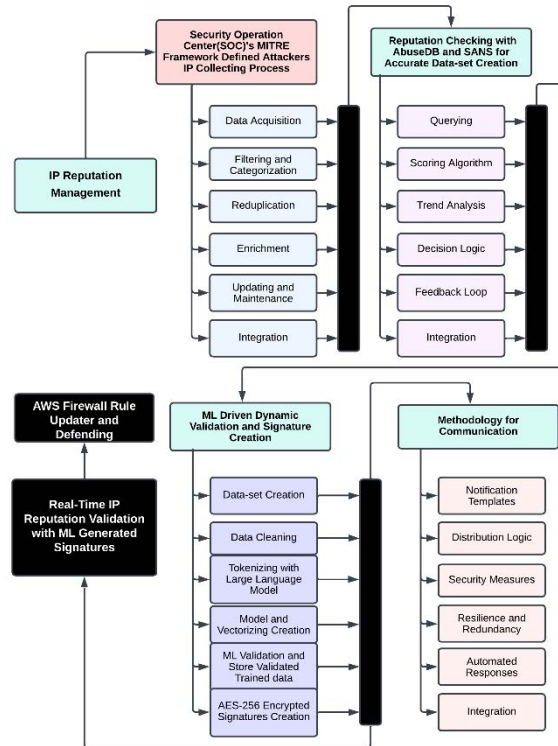 Security Operation
Center(SOC)'s MITRE
Framework Defined Attackers
IP Collecting Process
Reputation Checking with
AbuseDB and SANS for
Accurate Data-set Creation
Data Acquisition
Querying
Filtering and
Categorization
Scoring Algorithm
IP Reputation
Management
Reduplication
Trend Analysis
Enrichment
Decision Logic
Updating and
Maintenance
Feedback Loop
Integration
Integration
AWS Firewall Rule
Updater and
Defending
ML Driven Dynamic
Validation and Signature
Creation
Methodology for
Communication
Real-Time IP
Reputation Validation
with ML Generated
Signatures
Data-set Creation
Notification
Templates
Data Cleaning
Distribution Logic
Tokenizing with
Large Language
Model
Security Measures
Model and
Vectorizing Creation
Resilience and
Redundancy
ML Validation and
Store Validated
Trained data
Automated
Responses
AES-256 Encrypted
Signatures Creation
Integration